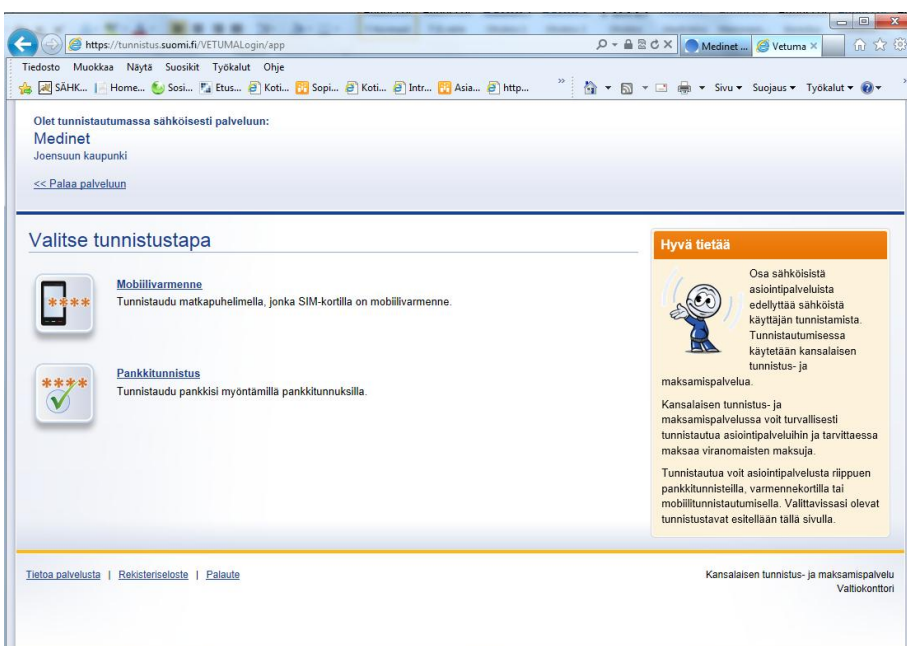 https://tunnistus.suomi.fi/VETUMALogin/app
Medinet ...
Vetuma
Tiedosto Muokkaa Näytä Suosikit Työkalut Ohje
SÄHK... Home... Sosi... Etus... Koti... Sopi... Koti... Intr... Asia... http... Sivu Suojaus Työkalut
Olet tunnistautumassa sähköisesti palveluun:
Medinet
Joensuun kaupunki
<< Palaa palveluun
Valitse tunnistustapa
Mobiilivarmenne
Tunnistaudu matkapuhelimella, jonka SIM-kortilla on mobiilivarmenne.
Pankkitunnistus
Tunnistaudu pankkisi myöntämillä pankkitunnuksilla.
Hyvä tietää
Osa sähköisistä
asiointipalveluista
edellyttää sähköistä
käyttäjän tunnistamista.
Tunnistautumisessa
käytetään kansalaisen
tunnistus- ja
maksamispalvelua.
Kansalaisen tunnistus- ja
maksamispalvelussa voit turvallisesti
tunnistautua asiointipalveluihin ja tarvittaessa
maksaa viranomaisten maksuja.
Tunnistautua voit asiointipalvelusta riippuen
pankkitunnisteilla, varmennekortilla tai
mobiilitunnistautumisella. Valittavissasi olevat
tunnistustavat esitellään tällä sivulla.
Tietoa palvelusta | Rekisteriseloste | Palaute
Kansalaisen tunnistus- ja maksamispalvelu
Valtiokonttori